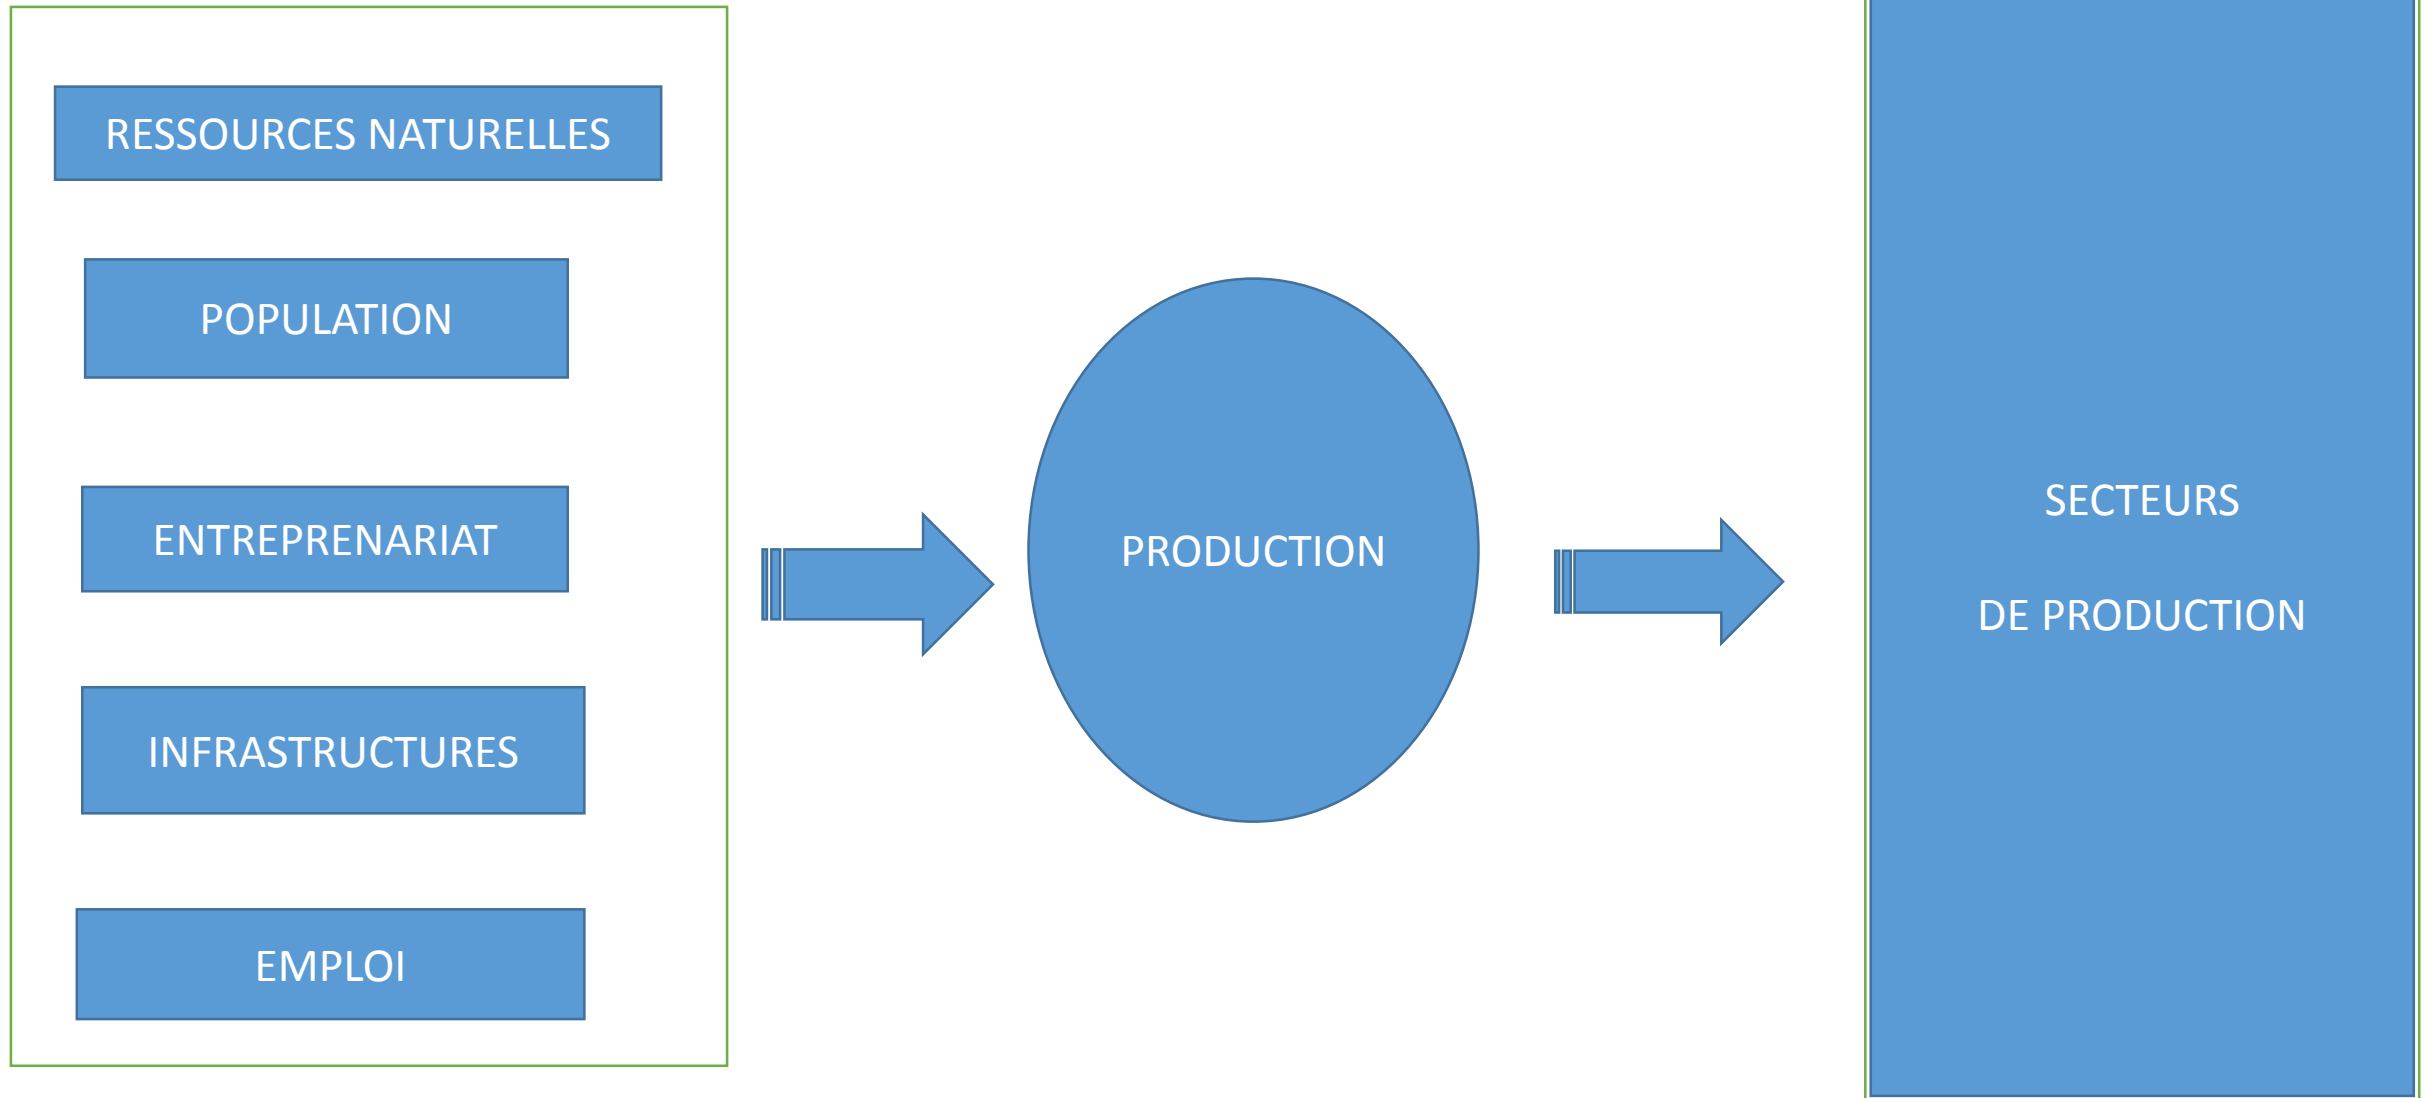 RESSOURCES NATURELLES
POPULATION
ENTREPRENARIAT
INFRASTRUCTURES
EMPLOI
PRODUCTION
SECTEURS
DE PRODUCTION